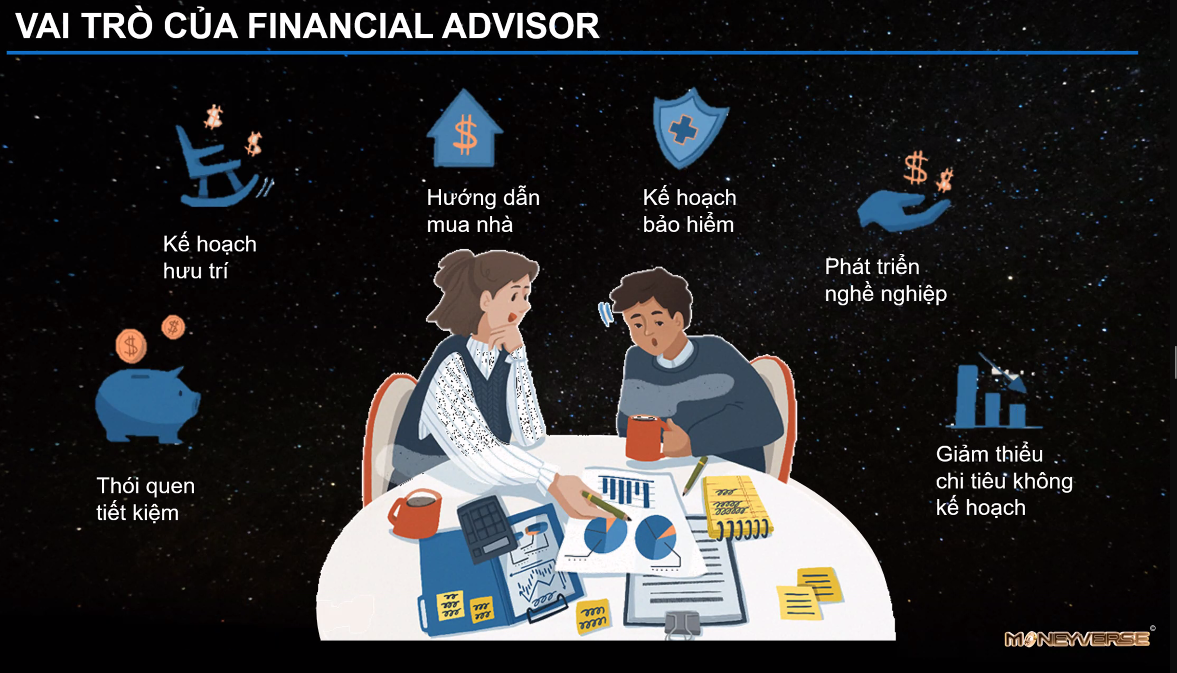 VAI TRÒ CỦA FINANCIAL ADVISOR
Kế hoạch
hưu trí
Hướng dẫn
mua nhà
Kế hoạch
bảo hiểm
Phát triển
nghề nghiệp
Thói quen
tiết kiệm
Giảm thiểu
chi tiêu không
kế hoạch
MONEYVERSE ©